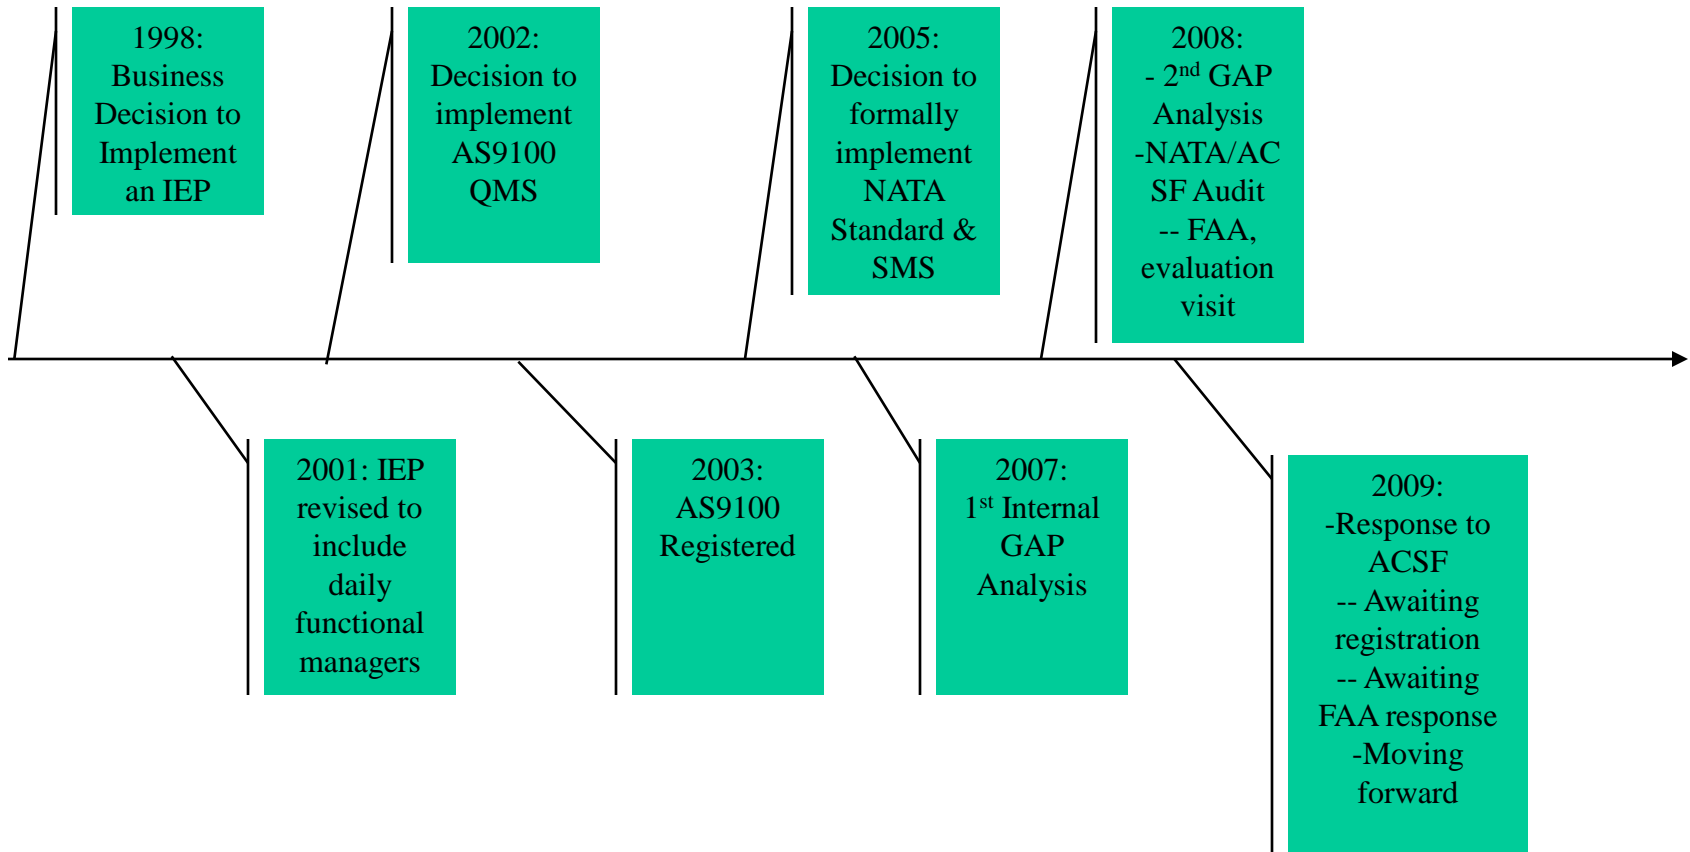 1998:
Business
Decision to
Implement
an IEP
2002:
Decision to
implement
AS9100
QMS
2005:
Decision to
formally
implement
NATA
Standard &
SMS
2008:
- 2nd GAP
Analysis
-NATA/AC
SF Audit
-- FAA,
evaluation
visit
2001: IEP
revised to
include
daily
functional
managers
2003:
AS9100
Registered
2007:
1st Internal
GAP
Analysis
2009:
-Response to
ACSF
-- Awaiting
registration
-- Awaiting
FAA response
-Moving
forward